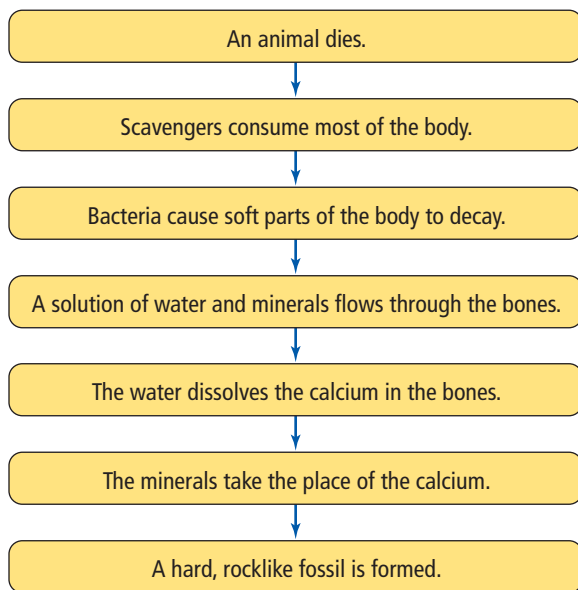 An animal dies.
Scavengers consume most of the body.
Bacteria cause soft parts of the body to decay.
A solution of water and minerals flows through the bones.
The water dissolves the calcium in the bones.
The minerals take the place of the calcium.
A hard, rocklike fossil is formed.